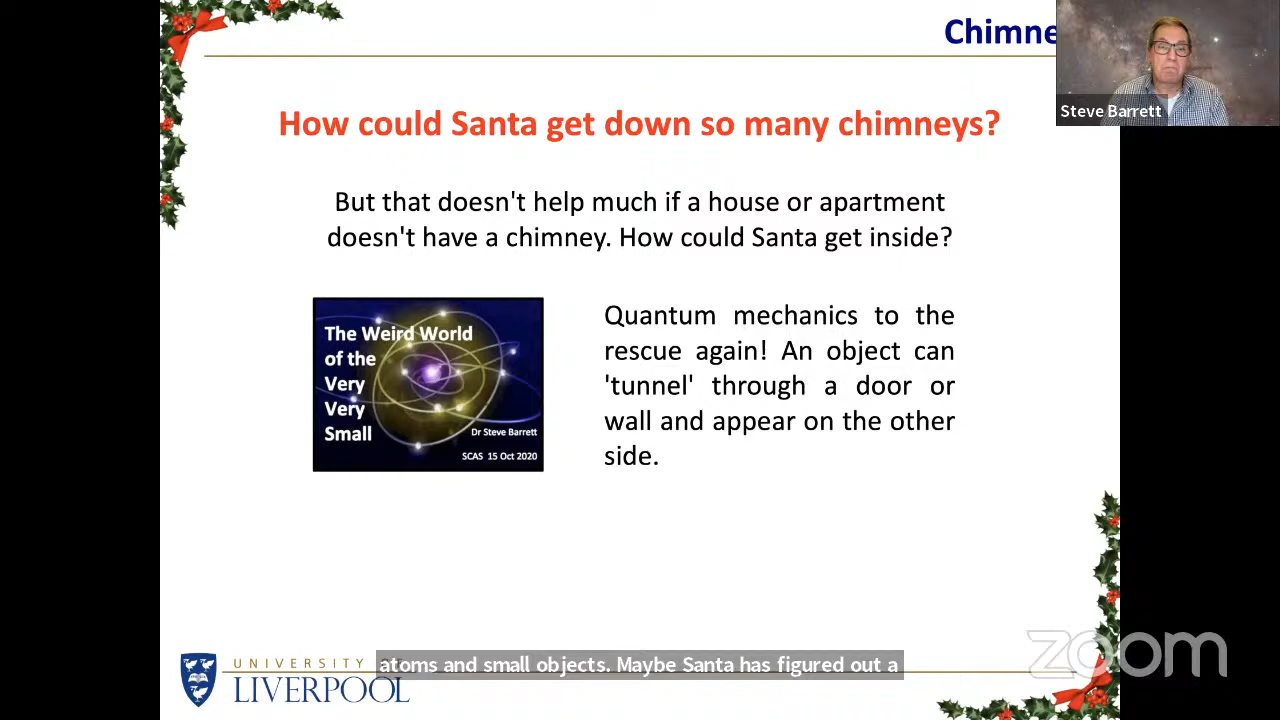 Chimne
Steve Barrett
How could Santa get down so many chimneys?
But that doesn't help much if a house or apartment
doesn't have a chimney. How could Santa get inside?
The Weird World
of the
Very
Very
Small
Dr Steve Barrett
SCAS 15 Oct 2020
Quantum mechanics to the
rescue again! An object can
'tunnel' through a door or
wall and appear on the other
side.
UNIVERSITY
LIVERPOOL
atoms and small objects. Maybe Santa has figured out a
zoom